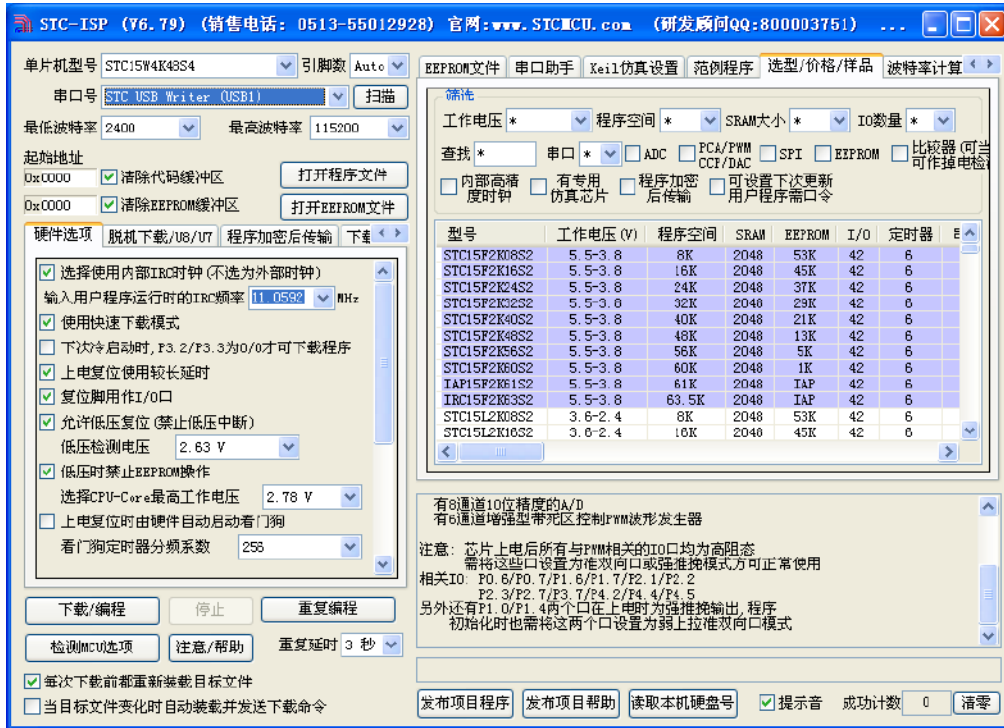 STC-ISP (V6.79) (销售电话: 0513-55012928) 官网:www.STCMCU.com (研发顾问QQ:800003751) ...
单片机型号 STC15W4K48S4 引脚数 Auto
串口号 STC USB Writer (USB1) 扫描
最低波特率 2400 最高波特率 115200
起始地址
0x0000 清除代码缓冲区 打开程序文件
0x0000 清除EEPROM缓冲区 打开EEPROM文件
硬件选项 脱机下载/U8/U7 程序加密后传输
选择使用内部IRC时钟(不选为外部时钟)
输入用户程序运行时的IRC频率 11.0592 MHz
使用快速下载模式
下次冷启动时,P3.2/P3.3为0/0才可下载程序
上电复位使用较长延时
复位脚用作I/O口
允许低压复位(禁止低压中断)
低压检测电压 2.63 V
低压时禁止EEPROM操作
选择CPU-Core最高工作电压 2.78 V
上电复位时由硬件自动启动看门狗
看门狗定时器分频系数 256
下载/编程 停止 重复编程
检测MCU选项 注意/帮助 重复延时 3 秒
每次下载前都重新装载目标文件
当目标文件变化时自动装载并发送下载命令
EEPROM文件 串口助手 Keil仿真设置 范例程序 选型/价格/样品 波特率计算
筛选
工作电压 * 程序空间 * SRAM大小 * IO数量 *
查找 * 串口 * ADC PCA/PWM SPI EEPROM 比较器(可当
CCP/DAC 可作掉电检
内部高精 有专用 程序加密 可设置下次更新
度时钟 仿真芯片 后传输 用户程序需口令
型号 工作电压(V) 程序空间 SRAM EEPROM I/O 定时器
STC15F2K08S2 5.5-3.8 8K 2048 53K 42 6
STC15F2K16S2 5.5-3.8 16K 2048 45K 42 6
STC15F2K24S2 5.5-3.8 24K 2048 37K 42 6
STC15F2K32S2 5.5-3.8 32K 2048 29K 42 6
STC15F2K40S2 5.5-3.8 40K 2048 21K 42 6
STC15F2K48S2 5.5-3.8 48K 2048 13K 42 6
STC15F2K56S2 5.5-3.8 56K 2048 5K 42 6
STC15F2K60S2 5.5-3.8 60K 2048 1K 42 6
IAP15F2K61S2 5.5-3.8 61K 2048 IAP 42 6
IRC15F2K63S2 5.5-3.8 63.5K 2048 IAP 42 6
STC15L2K08S2 3.6-2.4 8K 2048 53K 42 6
STC15L2K16S2 3.6-2.4 16K 2048 45K 42 6
有8通道10位精度的A/D
有6通道增强型带死区控制PWM波形发生器
注意: 芯片上电后所有与PWM相关的IO口均为高阻态
需将这些口设置为准双向口或强推挽模式方可正常使用
相关IO: P0.6/P0.7/P1.6/P1.7/P2.1/P2.2
P2.3/P2.7/P3.7/P4.2/P4.4/P4.5
另外还有P1.0/P1.4两个口在上电时为强推挽输出,程序
初始化时也需将这两个口设置为弱上拉准双向口模式
发布项目程序 发布项目帮助 读取本机硬盘号 提示音 成功计数 0 清零